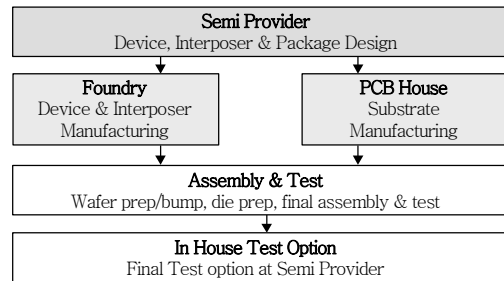 Semi Provider
Device, Interposer & Package Design
Foundry
Device & Interposer
Manufacturing
PCB House
Substrate
Manufacturing
Assembly & Test
Wafer prep/bump, die prep, final assembly & test
In House Test Option
Final Test option at Semi Provider